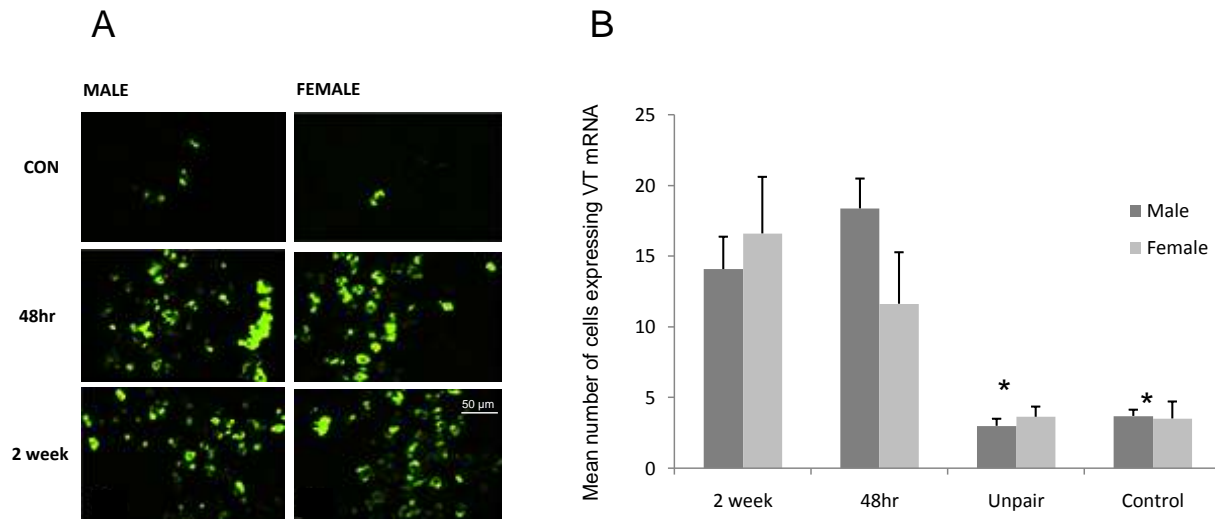 A
B
MALE
FEMALE
CON
48hr
2 week
50 µm
Mean number of cells expressing VT mRNA
25
20
15
10
5
0
*
*
Male
Female
2 week
48hr
Unpair
Control